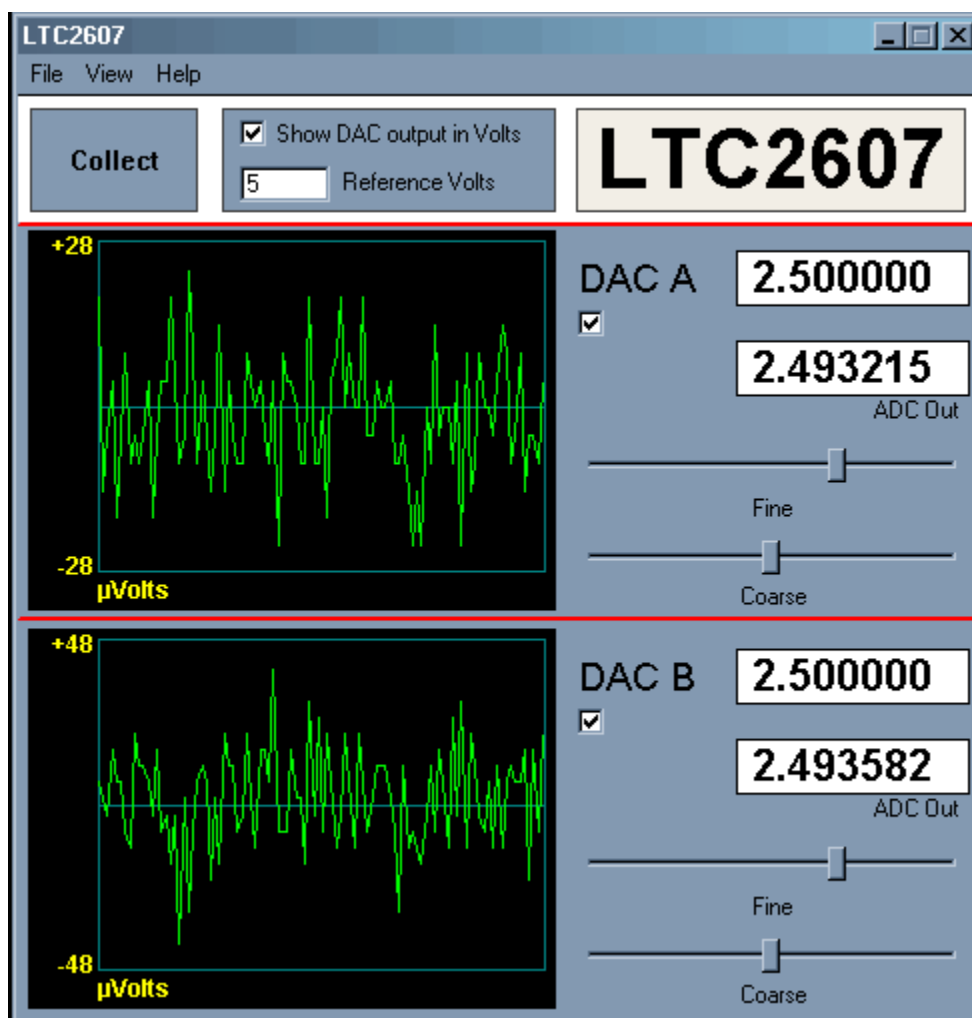 LTC2607
File View Help
Collect
Show DAC output in Volts
5 Reference Volts
LTC2607
+28
-28
µVolts
DAC A
2.500000
2.493215
ADC Out
Fine
Coarse
+48
-48
µVolts
DAC B
2.500000
2.493582
ADC Out
Fine
Coarse